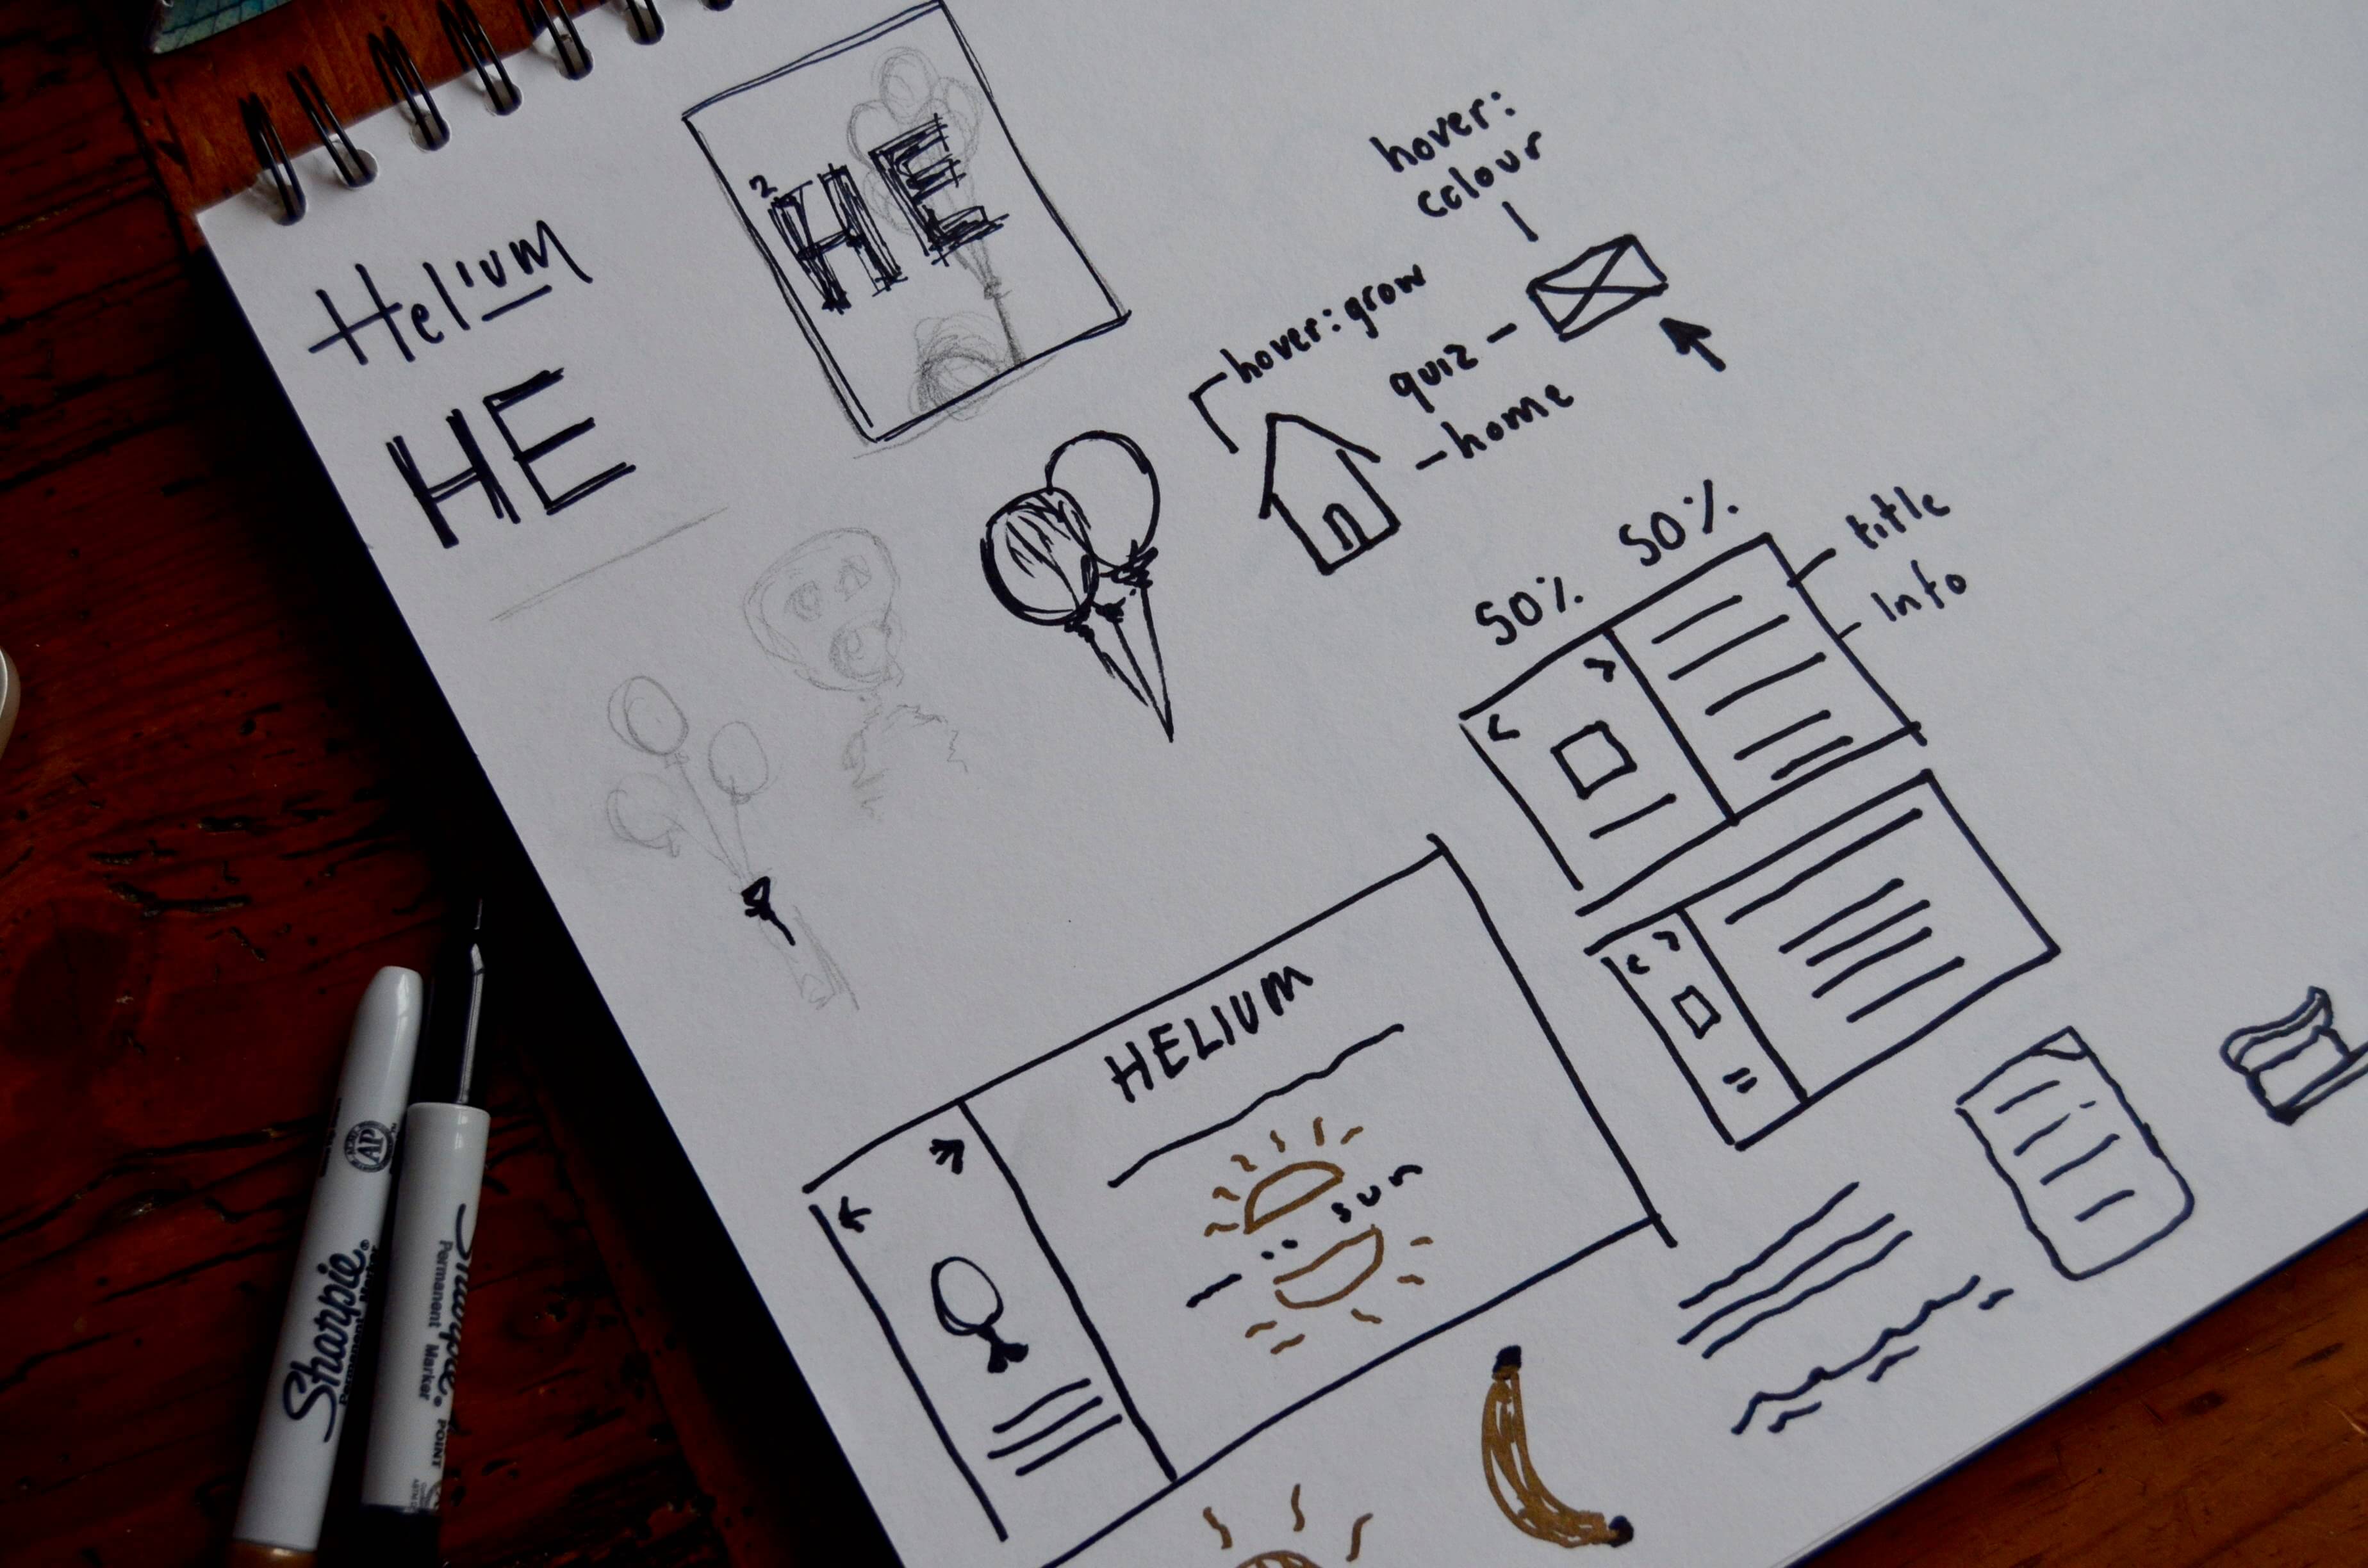 Helium
HE
2
HE
hover:
colour
hover: grow
quiz
home
50%
50%
title
info
HELIUM
sun
Sharpie.
Permanent Marker
AP
Sharpie.
Permanent Marker
POINT